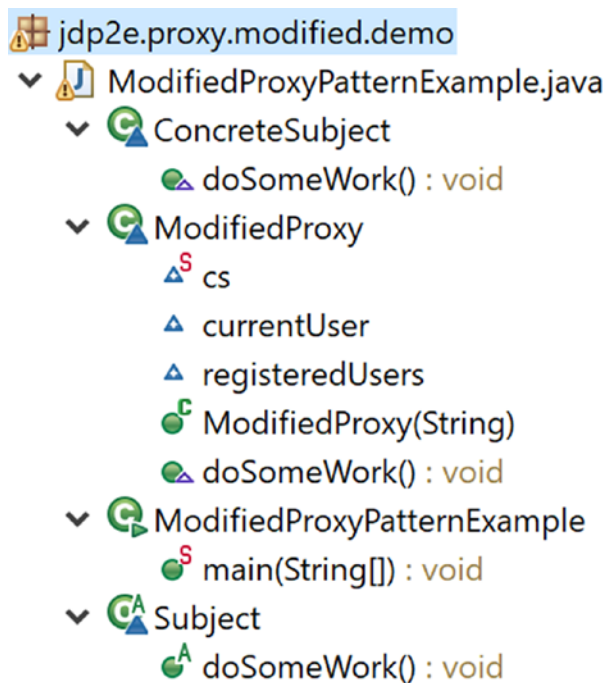 jdp2e.proxy.modified.demo
J ModifiedProxyPatternExample.java
C ConcreteSubject
doSomeWork() : void
C ModifiedProxy
S cs
currentUser
registeredUsers
C ModifiedProxy(String)
doSomeWork() : void
C ModifiedProxyPatternExample
S main(String[]) : void
C A Subject
A doSomeWork() : void